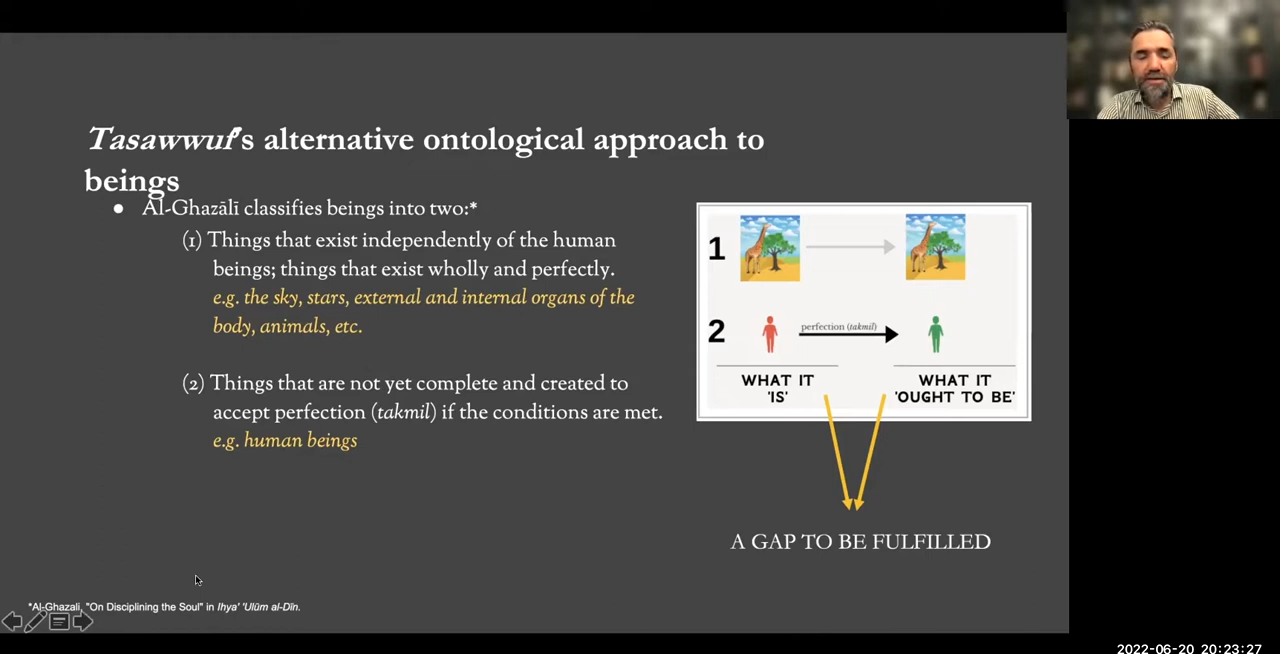 Tasawwuf's alternative ontological approach to
beings
● Al-Ghazālī classifies beings into two:*
(1) Things that exist independently of the human
beings; things that exist wholly and perfectly.
e.g. the sky, stars, external and internal organs of the
body, animals, etc.
(2) Things that are not yet complete and created to
accept perfection (takmil) if the conditions are met.
e.g. human beings
1
2
perfection (takmil)
WHAT IT
'IS'
WHAT IT
'OUGHT TO BE'
A GAP TO BE FULFILLED
*Al-Ghazali, "On Disciplining the Soul" in Ihya' 'Ulūm al-Dīn.
2022-06-20 20:23:27